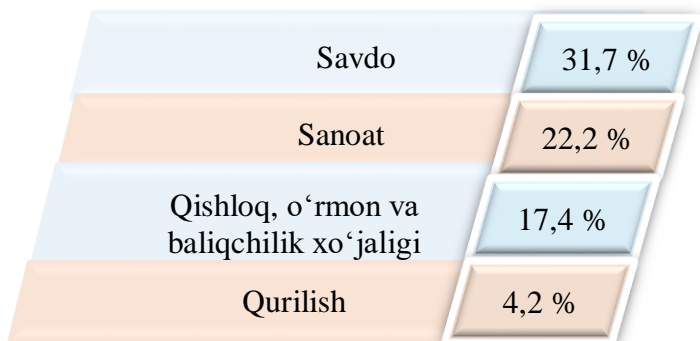 Savdo 31,7 %
Sanoat 22,2 %
Qishloq, o‘rmon va
baliqchilik xo‘jaligi 17,4 %
Qurilish 4,2 %